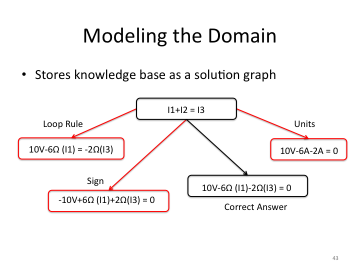 Modeling the Domain
• Stores knowledge base as a solution graph
I1+I2 = I3
Loop Rule
Units
10V-6Ω (I1) = -2Ω(I3)
10V-6A-2A = 0
Sign
10V-6Ω (I1)-2Ω(I3) = 0
-10V+6Ω (I1)+2Ω(I3) = 0
Correct Answer
43